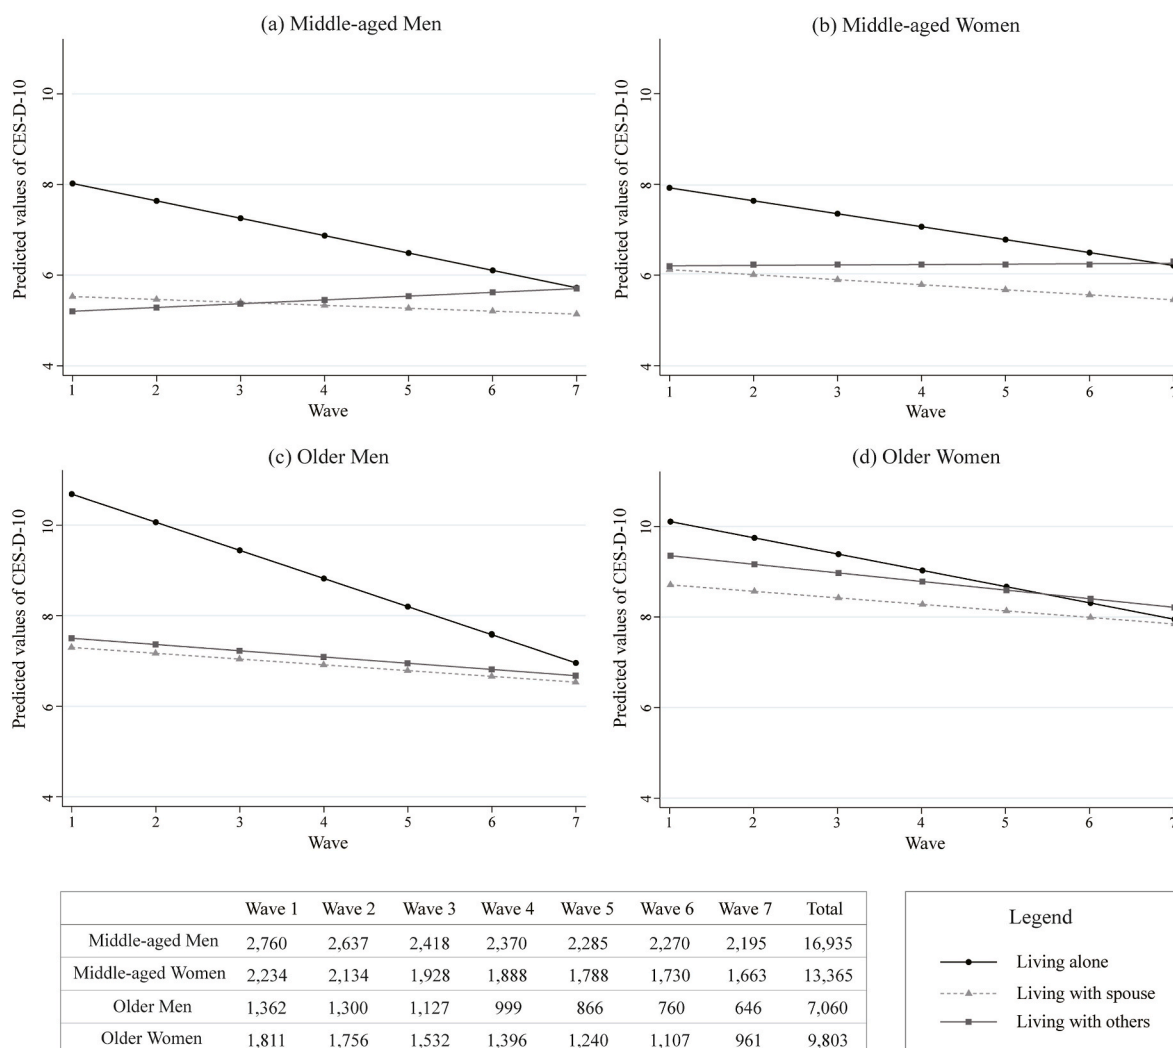 (a) Middle-aged Men
Predicted values of CES-D-10
10
8
6
4
1 2 3 4 5 6 7
Wave
(b) Middle-aged Women
Predicted values of CES-D-10
10
8
6
4
1 2 3 4 5 6 7
Wave
(c) Older Men
Predicted values of CES-D-10
10
8
6
4
1 2 3 4 5 6 7
Wave
(d) Older Women
Predicted values of CES-D-10
10
8
6
4
1 2 3 4 5 6 7
Wave
Wave 1 Wave 2 Wave 3 Wave 4 Wave 5 Wave 6 Wave 7 Total
Middle-aged Men 2,760 2,637 2,418 2,370 2,285 2,270 2,195 16,935
Middle-aged Women 2,234 2,134 1,928 1,888 1,788 1,730 1,663 13,365
Older Men 1,362 1,300 1,127 999 866 760 646 7,060
Older Women 1,811 1,756 1,532 1,396 1,240 1,107 961 9,803
Legend
Living alone
Living with spouse
Living with others